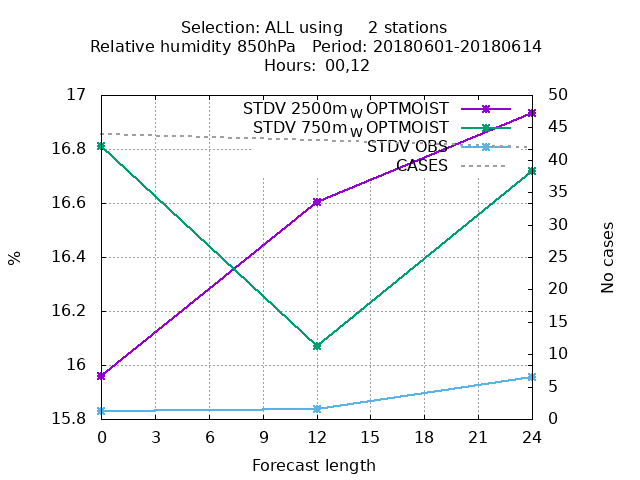 Selection: ALL using     2 stations
Relative humidity 850hPa   Period: 20180601-20180614
Hours: 00,12
STDV 2500m_W OPTMOIST
STDV 750m_W OPTMOIST
STDV OBS
CASES
17
16.8
16.6
16.4
16.2
16
15.8
%
50
45
40
35
30
25
20
15
10
5
0
No cases
0 3 6 9 12 15 18 21 24
Forecast length